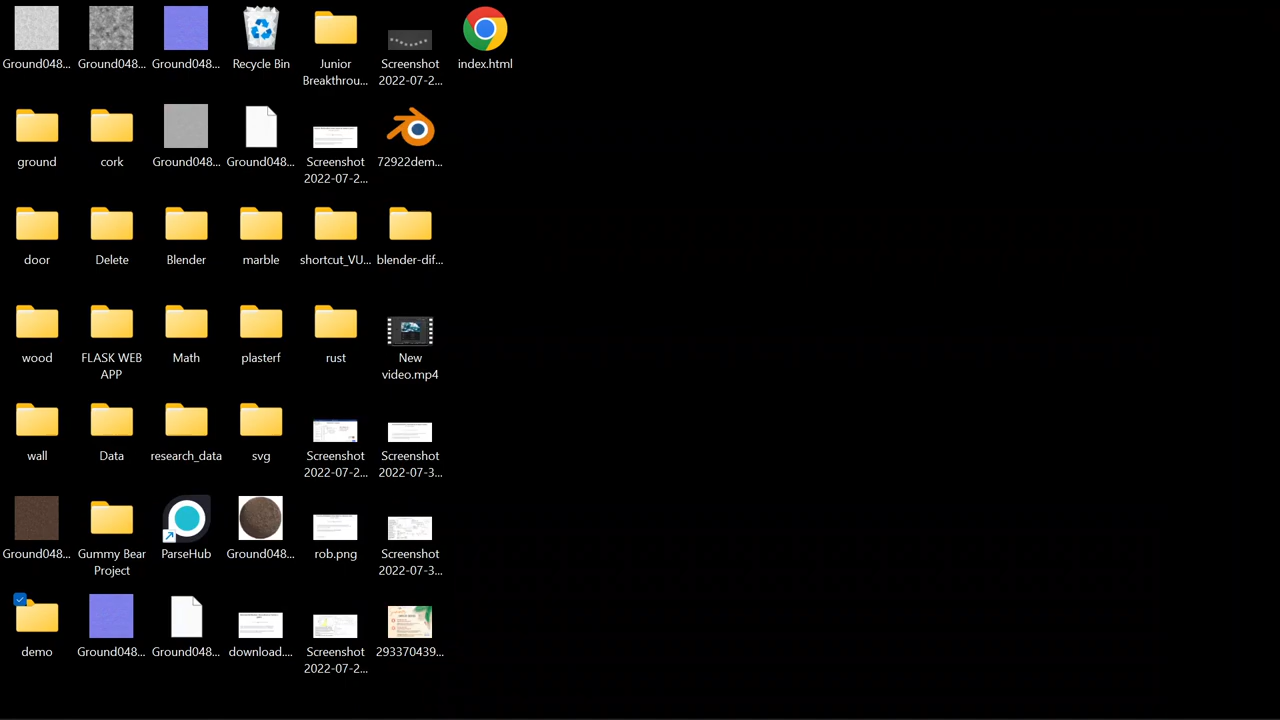 Ground048...
Ground048...
Ground048...
Recycle Bin
Junior
Breakthrou...
Screenshot
2022-07-2...
index.html
ground
cork
Ground048...
Ground048...
Screenshot
2022-07-2...
72922dem...
door
Delete
Blender
marble
shortcut_VU...
blender-dif...
wood
FLASK WEB
APP
Math
plasterf
rust
New
video.mp4
wall
Data
research_data
svg
Screenshot
2022-07-2...
Screenshot
2022-07-3...
Ground048...
Gummy Bear
Project
ParseHub
Ground048...
rob.png
Screenshot
2022-07-3...
demo
Ground048...
Ground048...
download....
Screenshot
2022-07-2...
293370439...